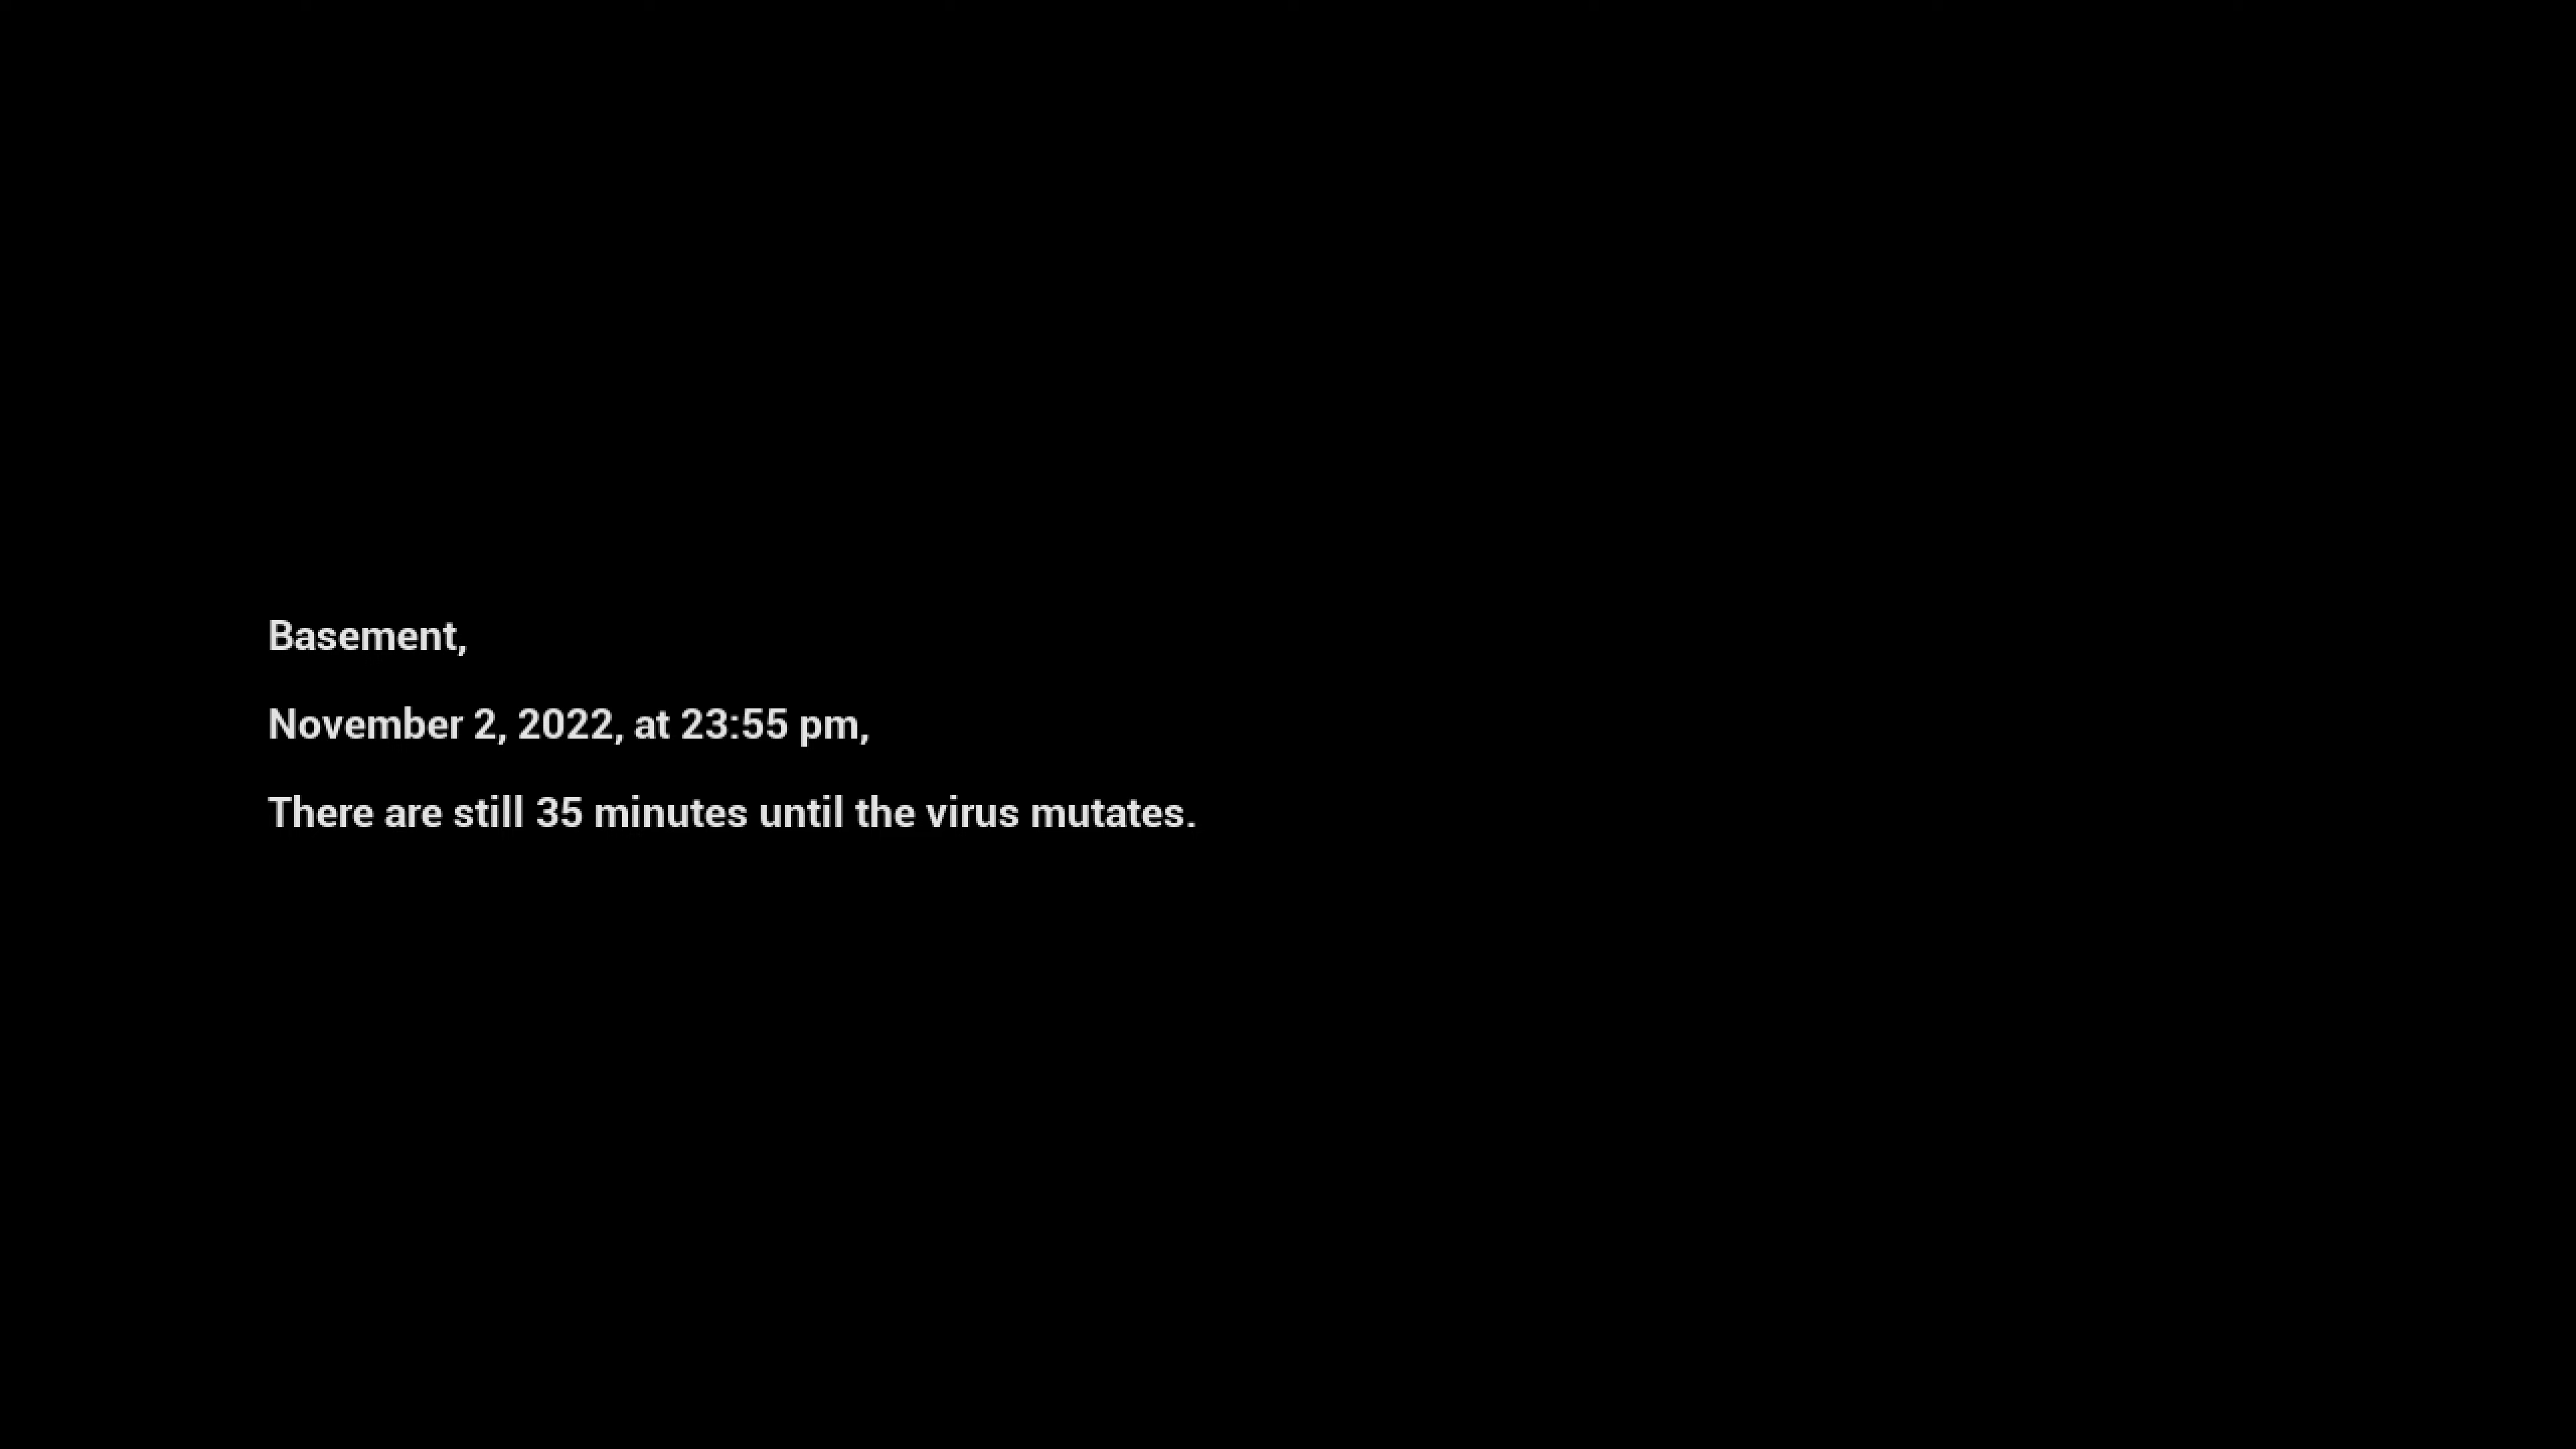 Basement,
November 2, 2022, at 23:55 pm,
There are still 35 minutes until the virus mutates.